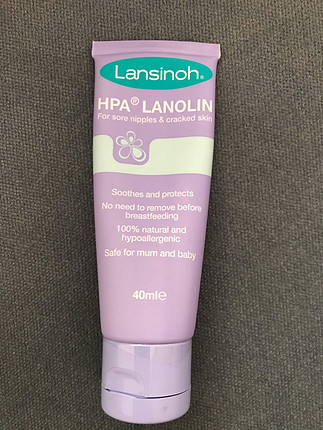 Lansinoh®
HPA® LANOLIN
For sore nipples & cracked skin
Soothes and protects
No need to remove before
breastfeeding
100% natural and
hypoallergenic
Safe for mum and baby
40ml℮